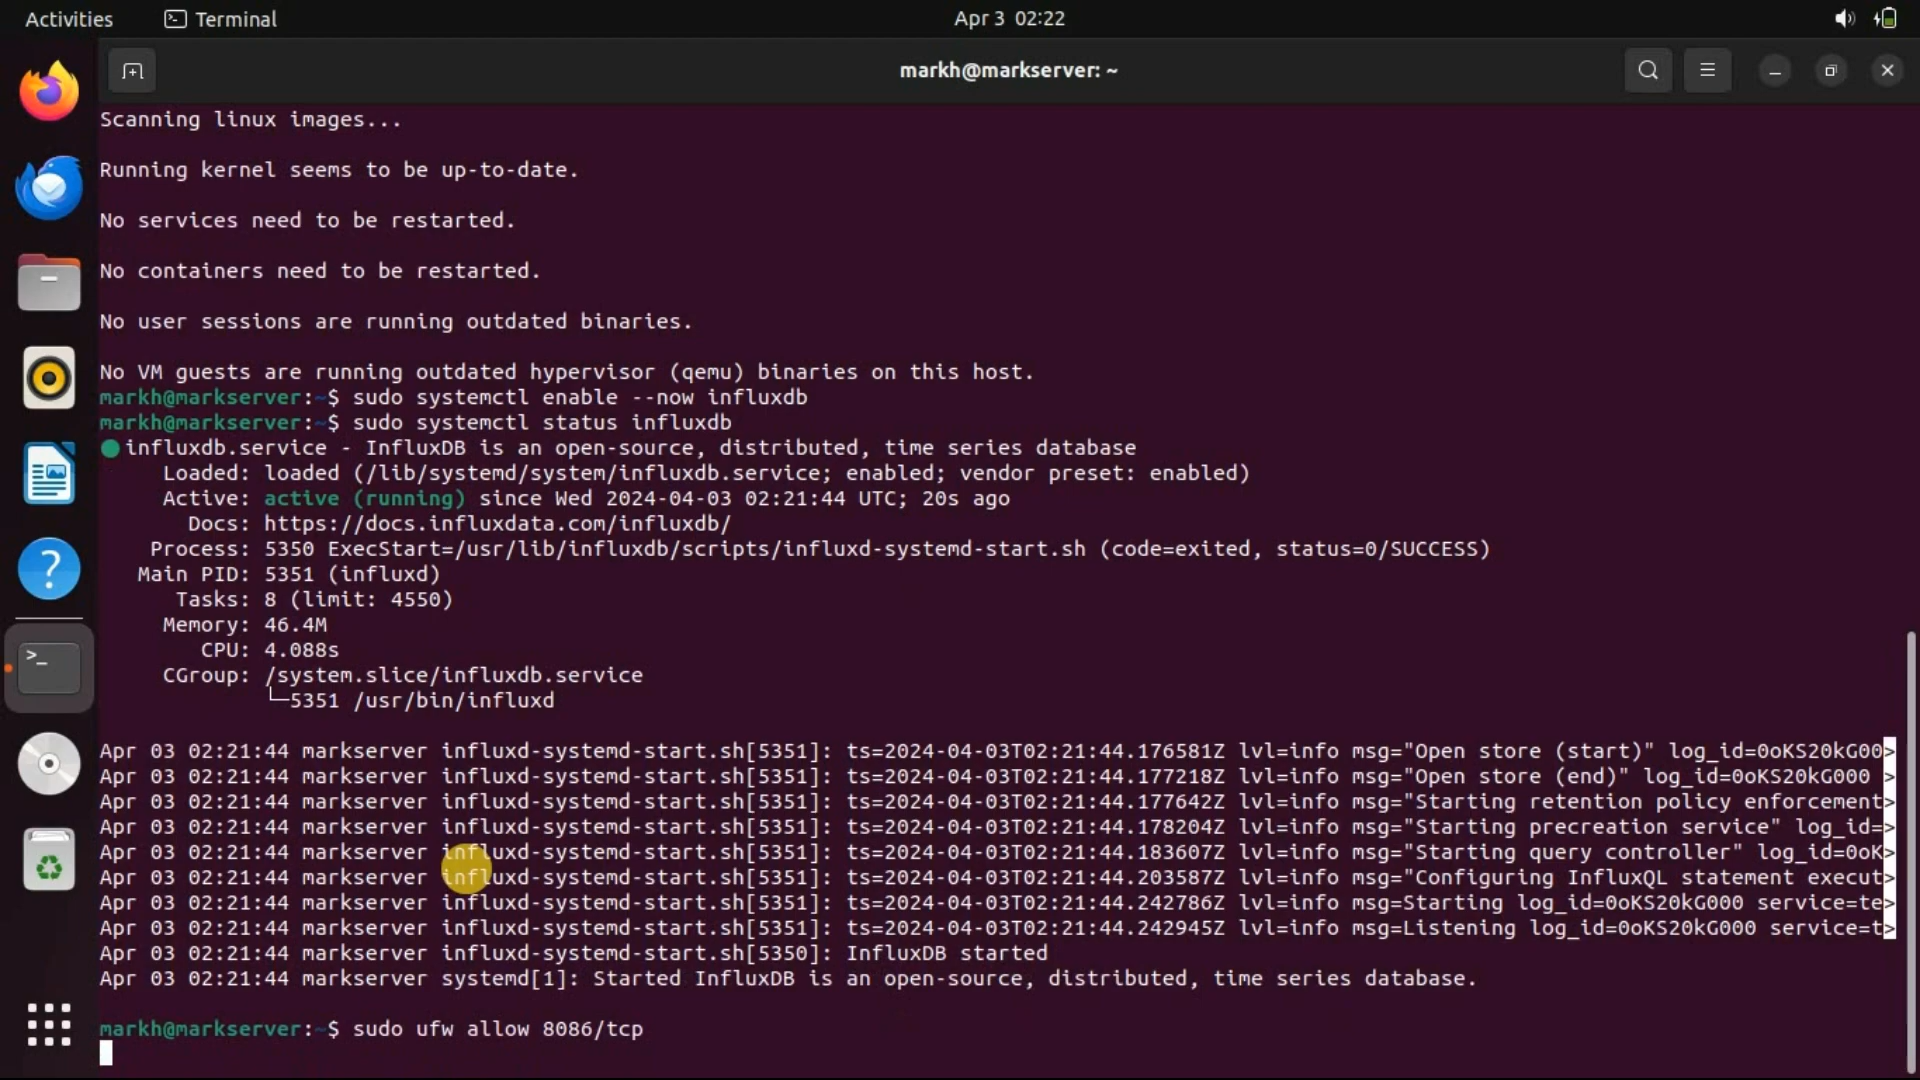 Activities
Terminal
Apr 3 02:22
markh@markserver: ~
Scanning linux images...
Running kernel seems to be up-to-date.
No services need to be restarted.
No containers need to be restarted.
No user sessions are running outdated binaries.
No VM guests are running outdated hypervisor (qemu) binaries on this host.
markh@markserver:~$ sudo systemctl enable --now influxdb
markh@markserver:~$ sudo systemctl status influxdb
● influxdb.service - InfluxDB is an open-source, distributed, time series database
Loaded: loaded (/lib/systemd/system/influxdb.service; enabled; vendor preset: enabled)
Active: active (running) since Wed 2024-04-03 02:21:44 UTC; 20s ago
Docs: https://docs.influxdata.com/influxdb/
Process: 5350 ExecStart=/usr/lib/influxdb/scripts/influxd-systemd-start.sh (code=exited, status=0/SUCCESS)
Main PID: 5351 (influxd)
Tasks: 8 (limit: 4550)
Memory: 46.4M
CPU: 4.088s
CGroup: /system.slice/influxdb.service
└─5351 /usr/bin/influxd
Apr 03 02:21:44 markserver influxd-systemd-start.sh[5351]: ts=2024-04-03T02:21:44.176581Z lvl=info msg="Open store (start)" log_id=0oKS20kG00>
Apr 03 02:21:44 markserver influxd-systemd-start.sh[5351]: ts=2024-04-03T02:21:44.177218Z lvl=info msg="Open store (end)" log_id=0oKS20kG000 >
Apr 03 02:21:44 markserver influxd-systemd-start.sh[5351]: ts=2024-04-03T02:21:44.177642Z lvl=info msg="Starting retention policy enforcement>
Apr 03 02:21:44 markserver influxd-systemd-start.sh[5351]: ts=2024-04-03T02:21:44.178204Z lvl=info msg="Starting precreation service" log_id=>
Apr 03 02:21:44 markserver influxd-systemd-start.sh[5351]: ts=2024-04-03T02:21:44.183607Z lvl=info msg="Starting query controller" log_id=0oK>
Apr 03 02:21:44 markserver influxd-systemd-start.sh[5351]: ts=2024-04-03T02:21:44.203587Z lvl=info msg="Configuring InfluxQL statement execut>
Apr 03 02:21:44 markserver influxd-systemd-start.sh[5351]: ts=2024-04-03T02:21:44.242786Z lvl=info msg=Starting log_id=0oKS20kG000 service=te>
Apr 03 02:21:44 markserver influxd-systemd-start.sh[5351]: ts=2024-04-03T02:21:44.242945Z lvl=info msg=Listening log_id=0oKS20kG000 service=t>
Apr 03 02:21:44 markserver influxd-systemd-start.sh[5350]: InfluxDB started
Apr 03 02:21:44 markserver systemd[1]: Started InfluxDB is an open-source, distributed, time series database.
markh@markserver:~$ sudo ufw allow 8086/tcp